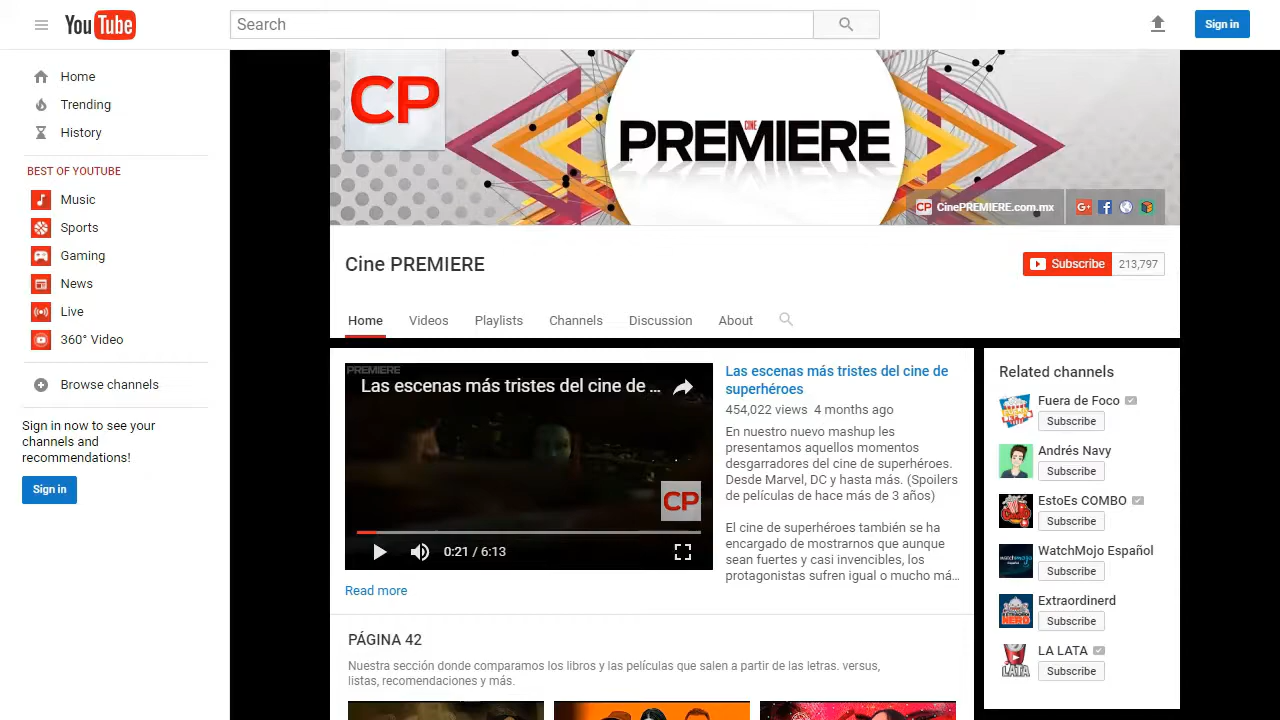 YouTube
Search
Sign in
Home
Trending
History
BEST OF YOUTUBE
Music
Sports
Gaming
News
Live
360° Video
Browse channels
Sign in now to see your
channels and
recommendations!
Sign in
CP
CINE
PREMIERE
CP CinePREMIERE.com.mx
Cine PREMIERE
Subscribe 213,797
Home Videos Playlists Channels Discussion About
PREMIERE
Las escenas más tristes del cine de ...
CP
0:21 / 6:13
Las escenas más tristes del cine de
superhéroes
454,022 views 4 months ago
En nuestro nuevo mashup les
presentamos aquellos momentos
desgarradores del cine de superhéroes.
Desde Marvel, DC y hasta más. (Spoilers
de películas de hace más de 3 años)
El cine de superhéroes también se ha
encargado de mostrarnos que aunque
sean fuertes y casi invencibles, los
protagonistas sufren igual o mucho má...
Read more
PÁGINA 42
Nuestra sección donde comparamos los libros y las películas que salen a partir de las letras. versus,
listas, recomendaciones y más.
Related channels
Fuera de Foco
Subscribe
Andrés Navy
Subscribe
EstoEs COMBO
Subscribe
WatchMojo Español
Subscribe
Extraordinerd
Subscribe
LA LATA
Subscribe